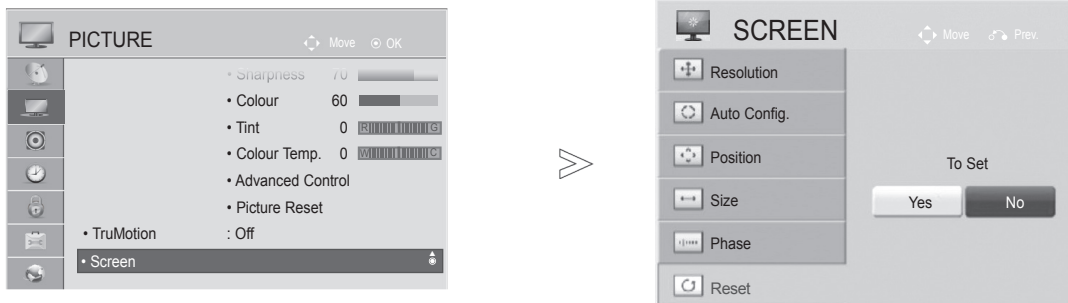 PICTURE
Move OK
• Sharpness 70
• Colour 60
• Tint 0 R G
• Colour Temp. 0 W C
• Advanced Control
• Picture Reset
• TruMotion : Off
• Screen
SCREEN
Move Prev.
Resolution
Auto Config.
Position
Size
Phase
Reset
To Set
Yes No